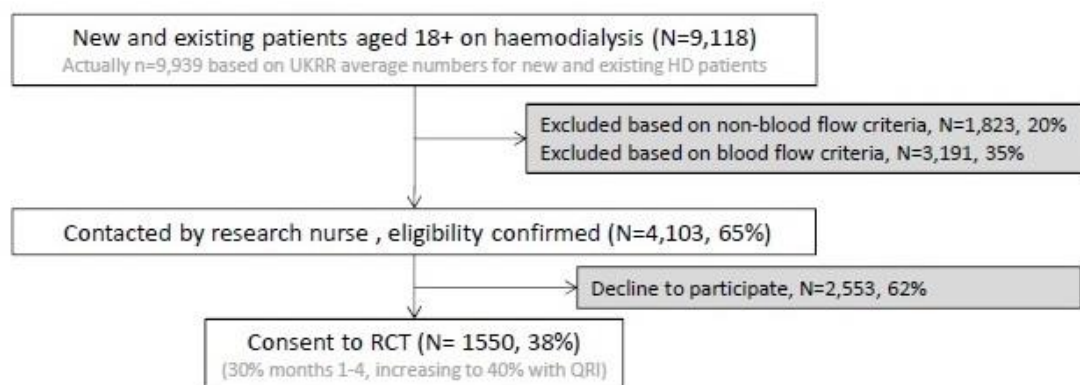 New and existing patients aged 18+ on haemodialysis (N=9,118)
Actually n=9,939 based on UKRR average numbers for new and existing HD patients
Excluded based on non-blood flow criteria, N=1,823, 20%
Excluded based on blood flow criteria, N=3,191, 35%
Contacted by research nurse , eligibility confirmed (N=4,103, 65%)
Decline to participate, N=2,553, 62%
Consent to RCT (N= 1550, 38%)
(30% months 1-4, increasing to 40% with QRI)